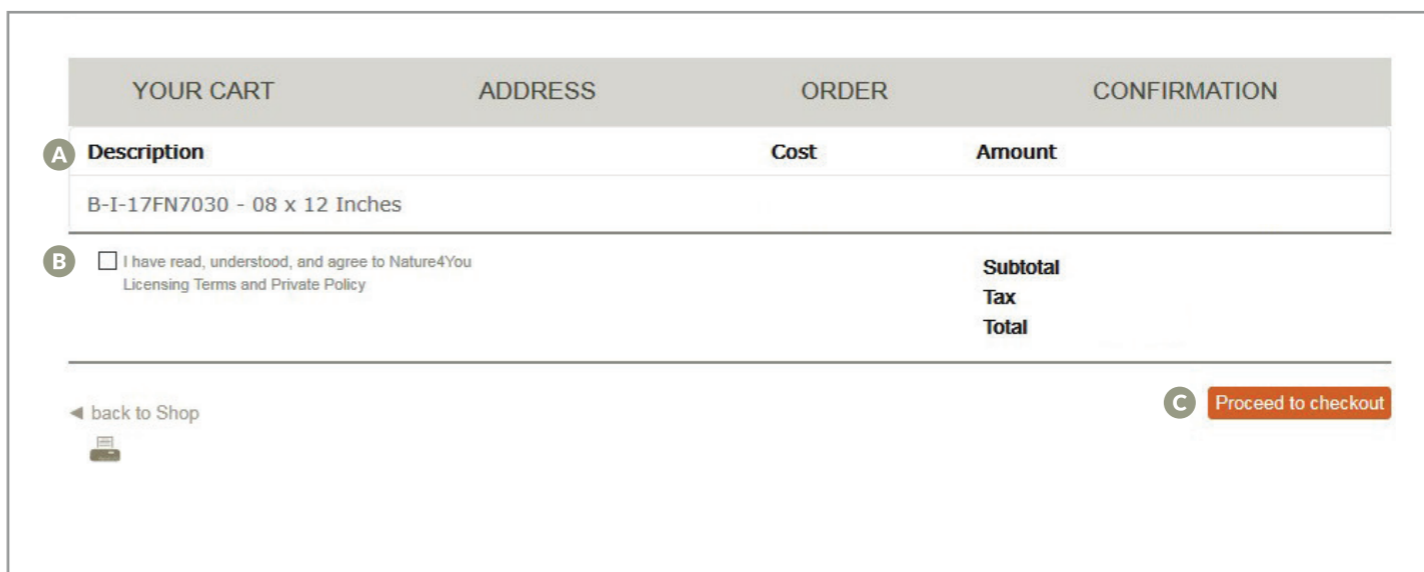 YOUR CART ADDRESS ORDER CONFIRMATION
A Description Cost Amount
B-I-17FN7030 - 08 x 12 Inches
B I have read, understood, and agree to Nature4You
Licensing Terms and Private Policy
Subtotal
Tax
Total
◄ back to Shop
C Proceed to checkout